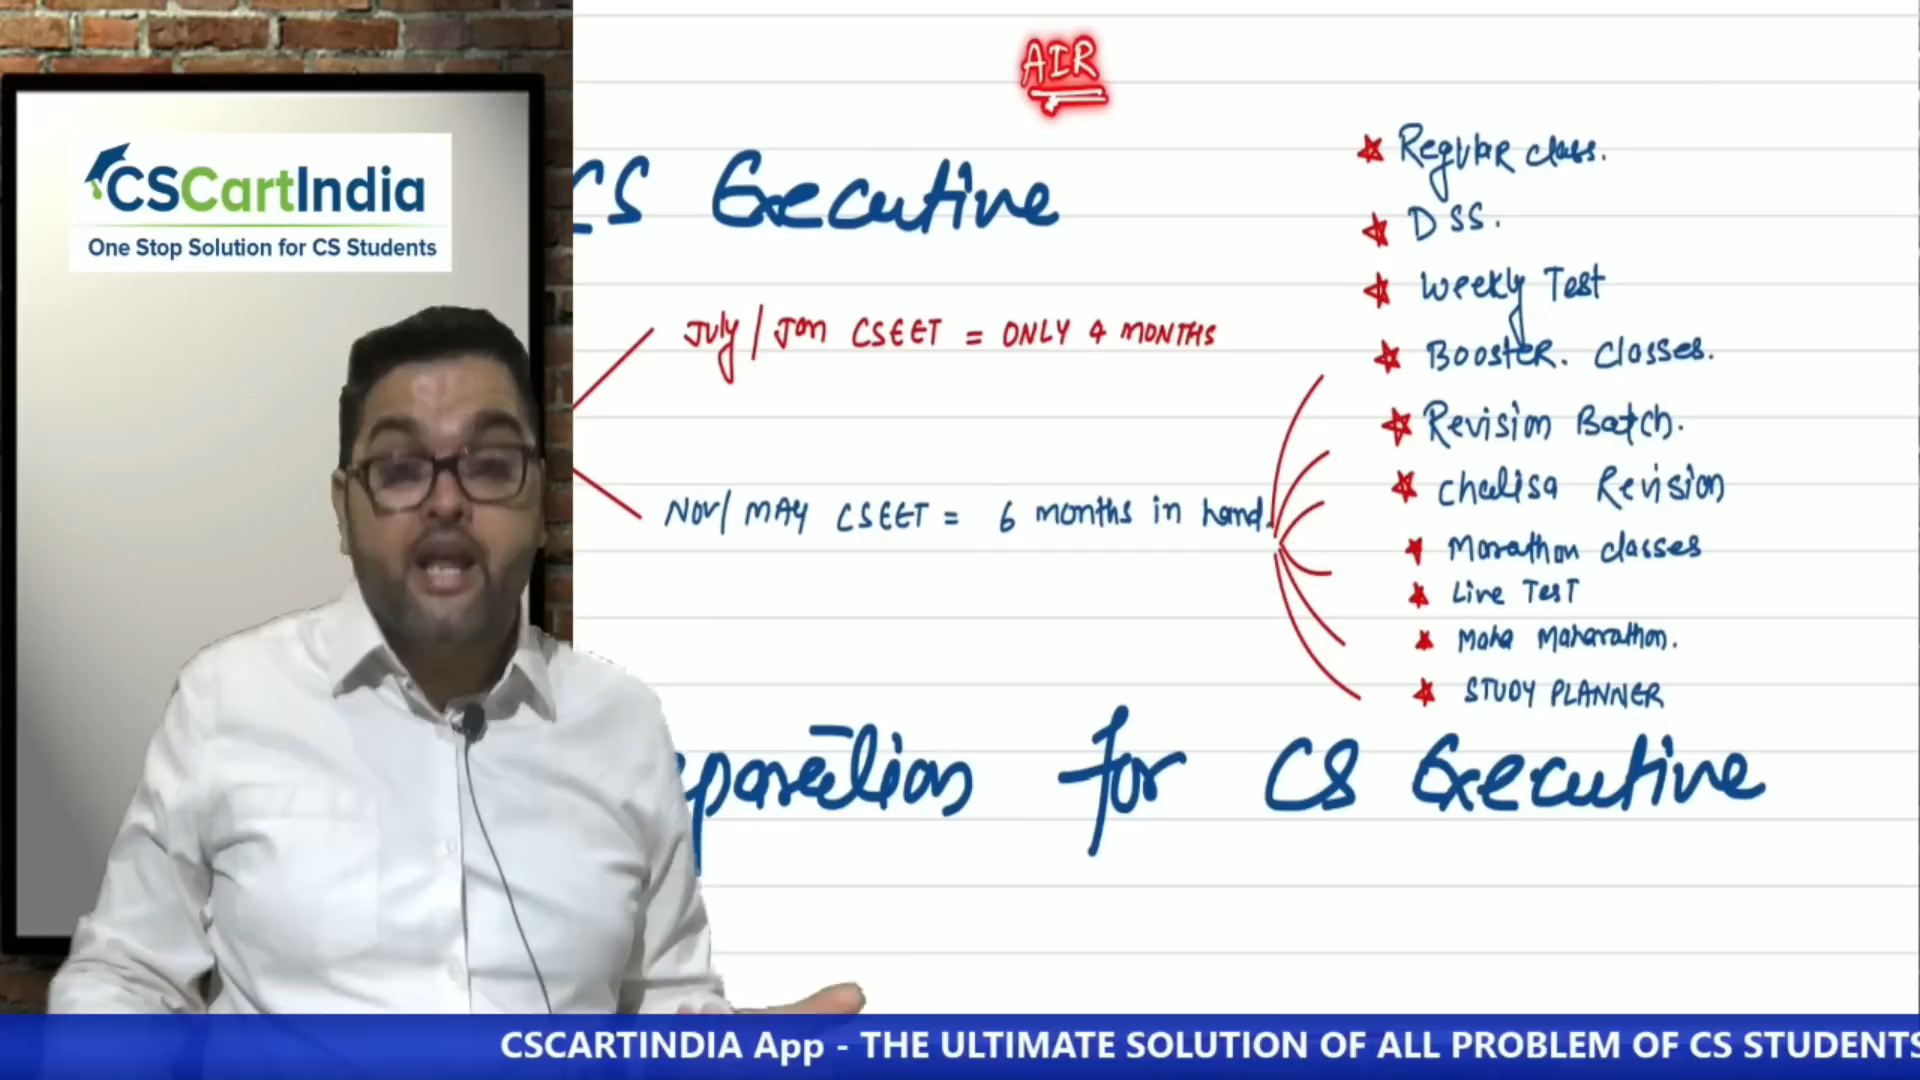 CSCartIndia
One Stop Solution for CS Students
AIR
CS Executive
July / Jan CSEET = ONLY 4 MONTHS
NOV/ MAY CSEET = 6 months in hand.
Regular class.
DSS.
Weekly Test
Booster. Classes.
Revision Batch.
Chalisa Revision
Marathon classes
Live TesT
Maha Maharathon.
STUDY PLANNER
eparation for CS Executive
CSCARTINDIA App - THE ULTIMATE SOLUTION OF ALL PROBLEM OF CS STUDENTS